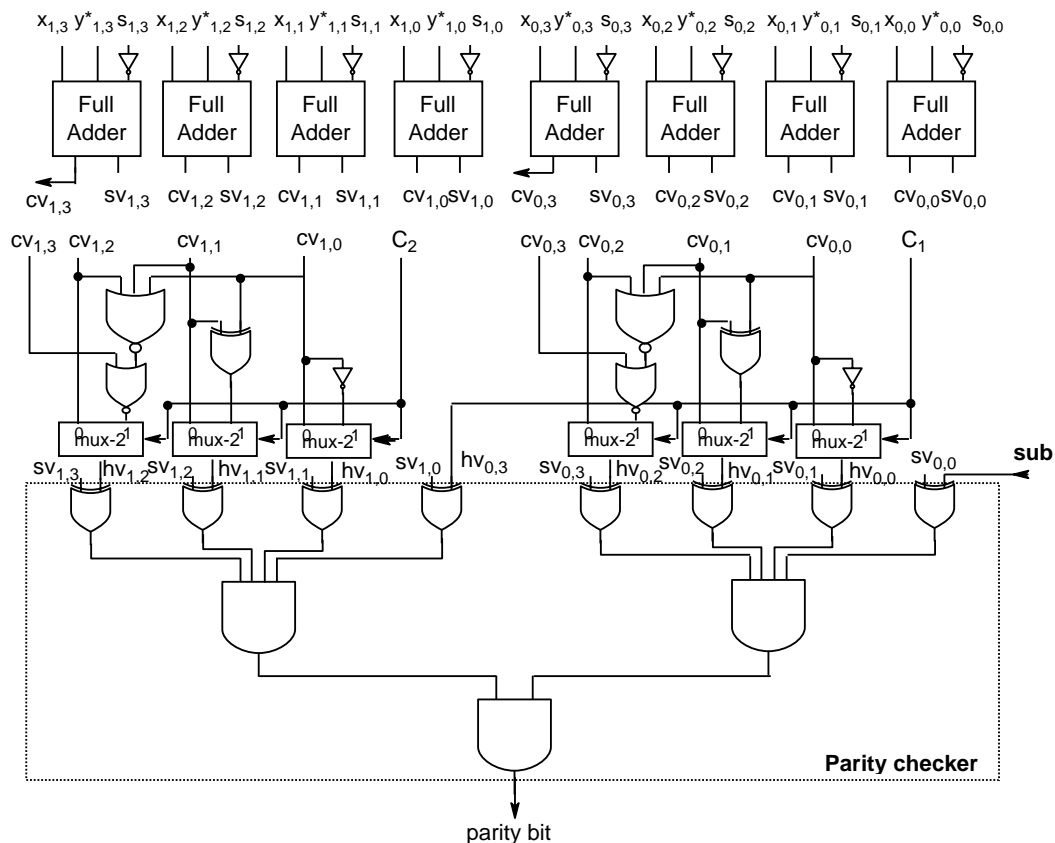 x1,3 y*1,3 s1,3 x1,2 y*1,2 s1,2 x1,1 y*1,1 s1,1 x1,0 y*1,0 s1,0 x0,3 y*0,3 s0,3 x0,2 y*0,2 s0,2 x0,1 y*0,1 s0,1 x0,0 y*0,0 s0,0
Full Adder Full Adder Full Adder Full Adder Full Adder Full Adder Full Adder Full Adder
cv1,3 sv1,3 cv1,2 sv1,2 cv1,1 sv1,1 cv1,0 sv1,0 cv0,3 sv0,3 cv0,2 sv0,2 cv0,1 sv0,1 cv0,0 sv0,0
cv1,3 cv1,2 cv1,1 cv1,0 C2 cv0,3 cv0,2 cv0,1 cv0,0 C1
0 mux-2 1 0 mux-2 1 0 mux-2 1 0 mux-2 1 0 mux-2 1 0 mux-2 1
sv1,3 hv1,2 sv1,2 hv1,1 sv1,1 hv1,0 sv1,0 hv0,3 sv0,3 hv0,2 sv0,2 hv0,1 sv0,1 hv0,0 sv0,0 sub
Parity checker
parity bit